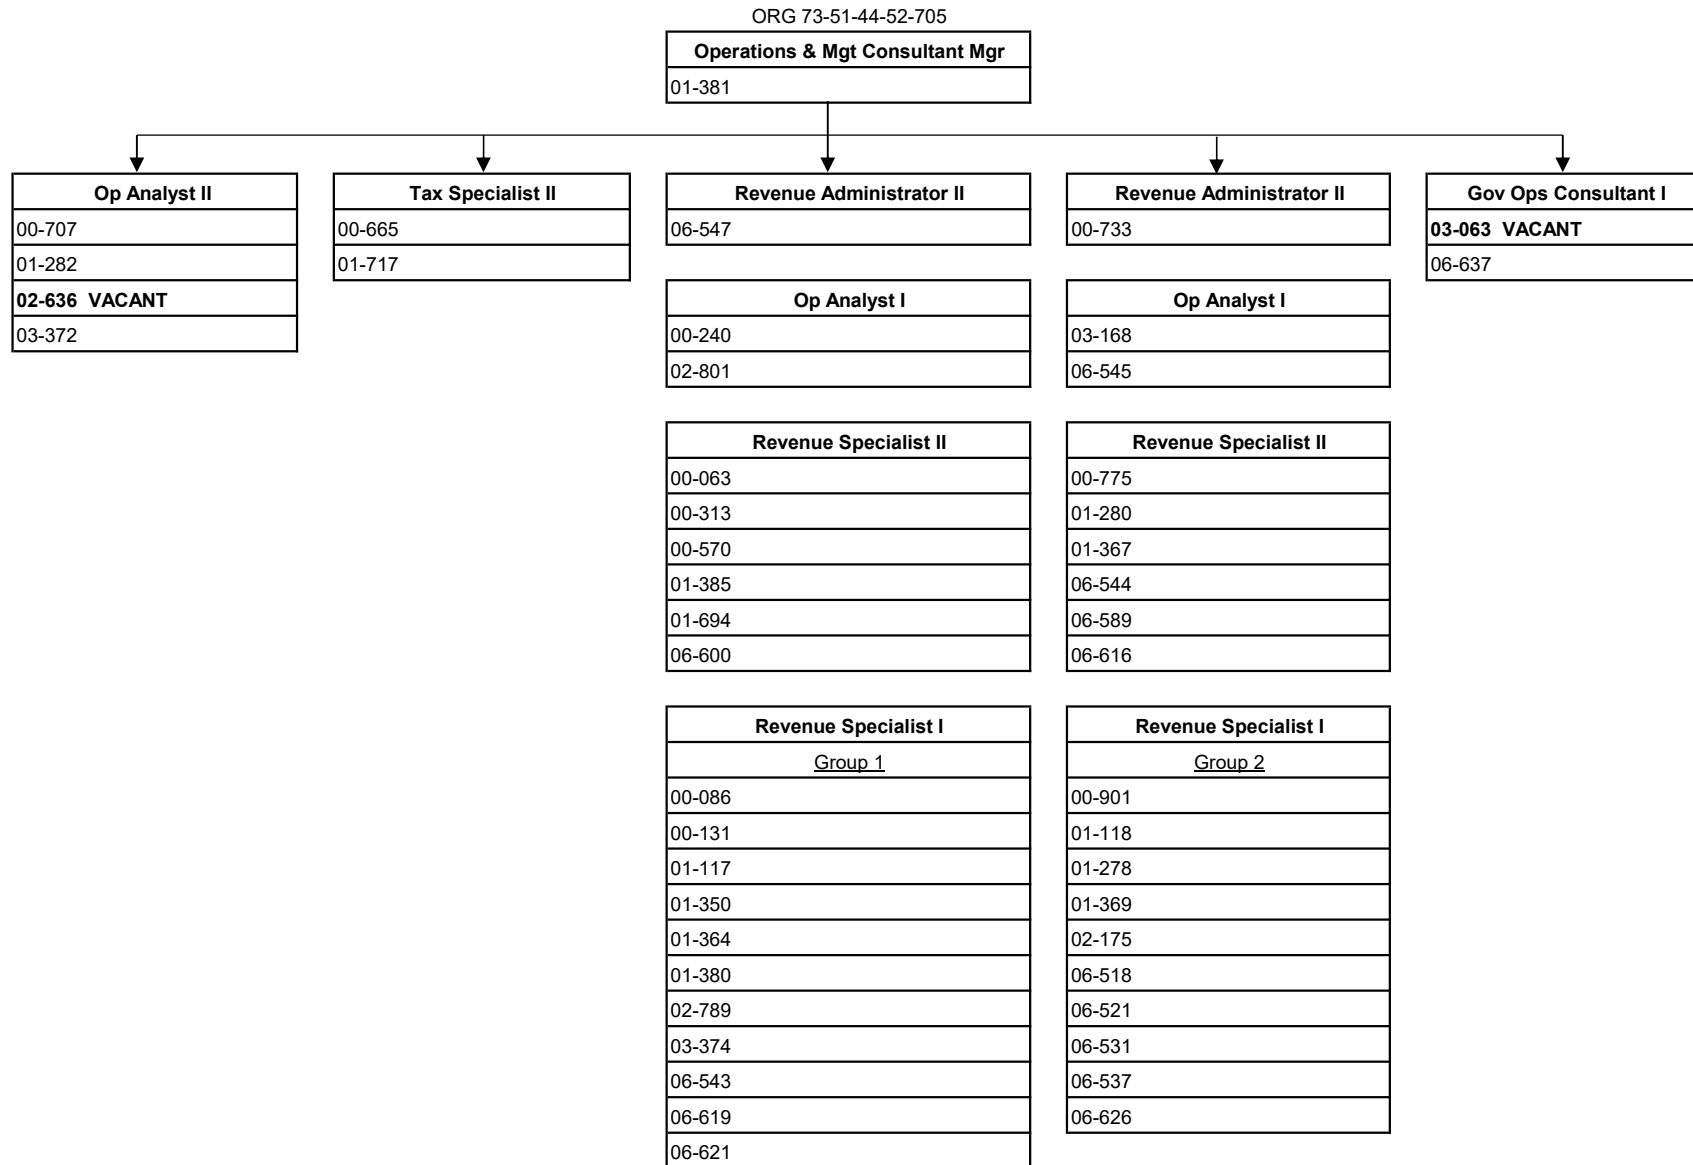 ORG 73-51-44-52-705
Operations & Mgt Consultant Mgr
01-381
Op Analyst II
00-707
01-282
02-636  VACANT
03-372
Tax Specialist II
00-665
01-717
Revenue Administrator II
06-547
Op Analyst I
00-240
02-801
Revenue Specialist II
00-063
00-313
00-570
01-385
01-694
06-600
Revenue Specialist I
Group 1
00-086
00-131
01-117
01-350
01-364
01-380
02-789
03-374
06-543
06-619
06-621
Revenue Administrator II
00-733
Op Analyst I
03-168
06-545
Revenue Specialist II
00-775
01-280
01-367
06-544
06-589
06-616
Revenue Specialist I
Group 2
00-901
01-118
01-278
01-369
02-175
06-518
06-521
06-531
06-537
06-626
Gov Ops Consultant I
03-063  VACANT
06-637